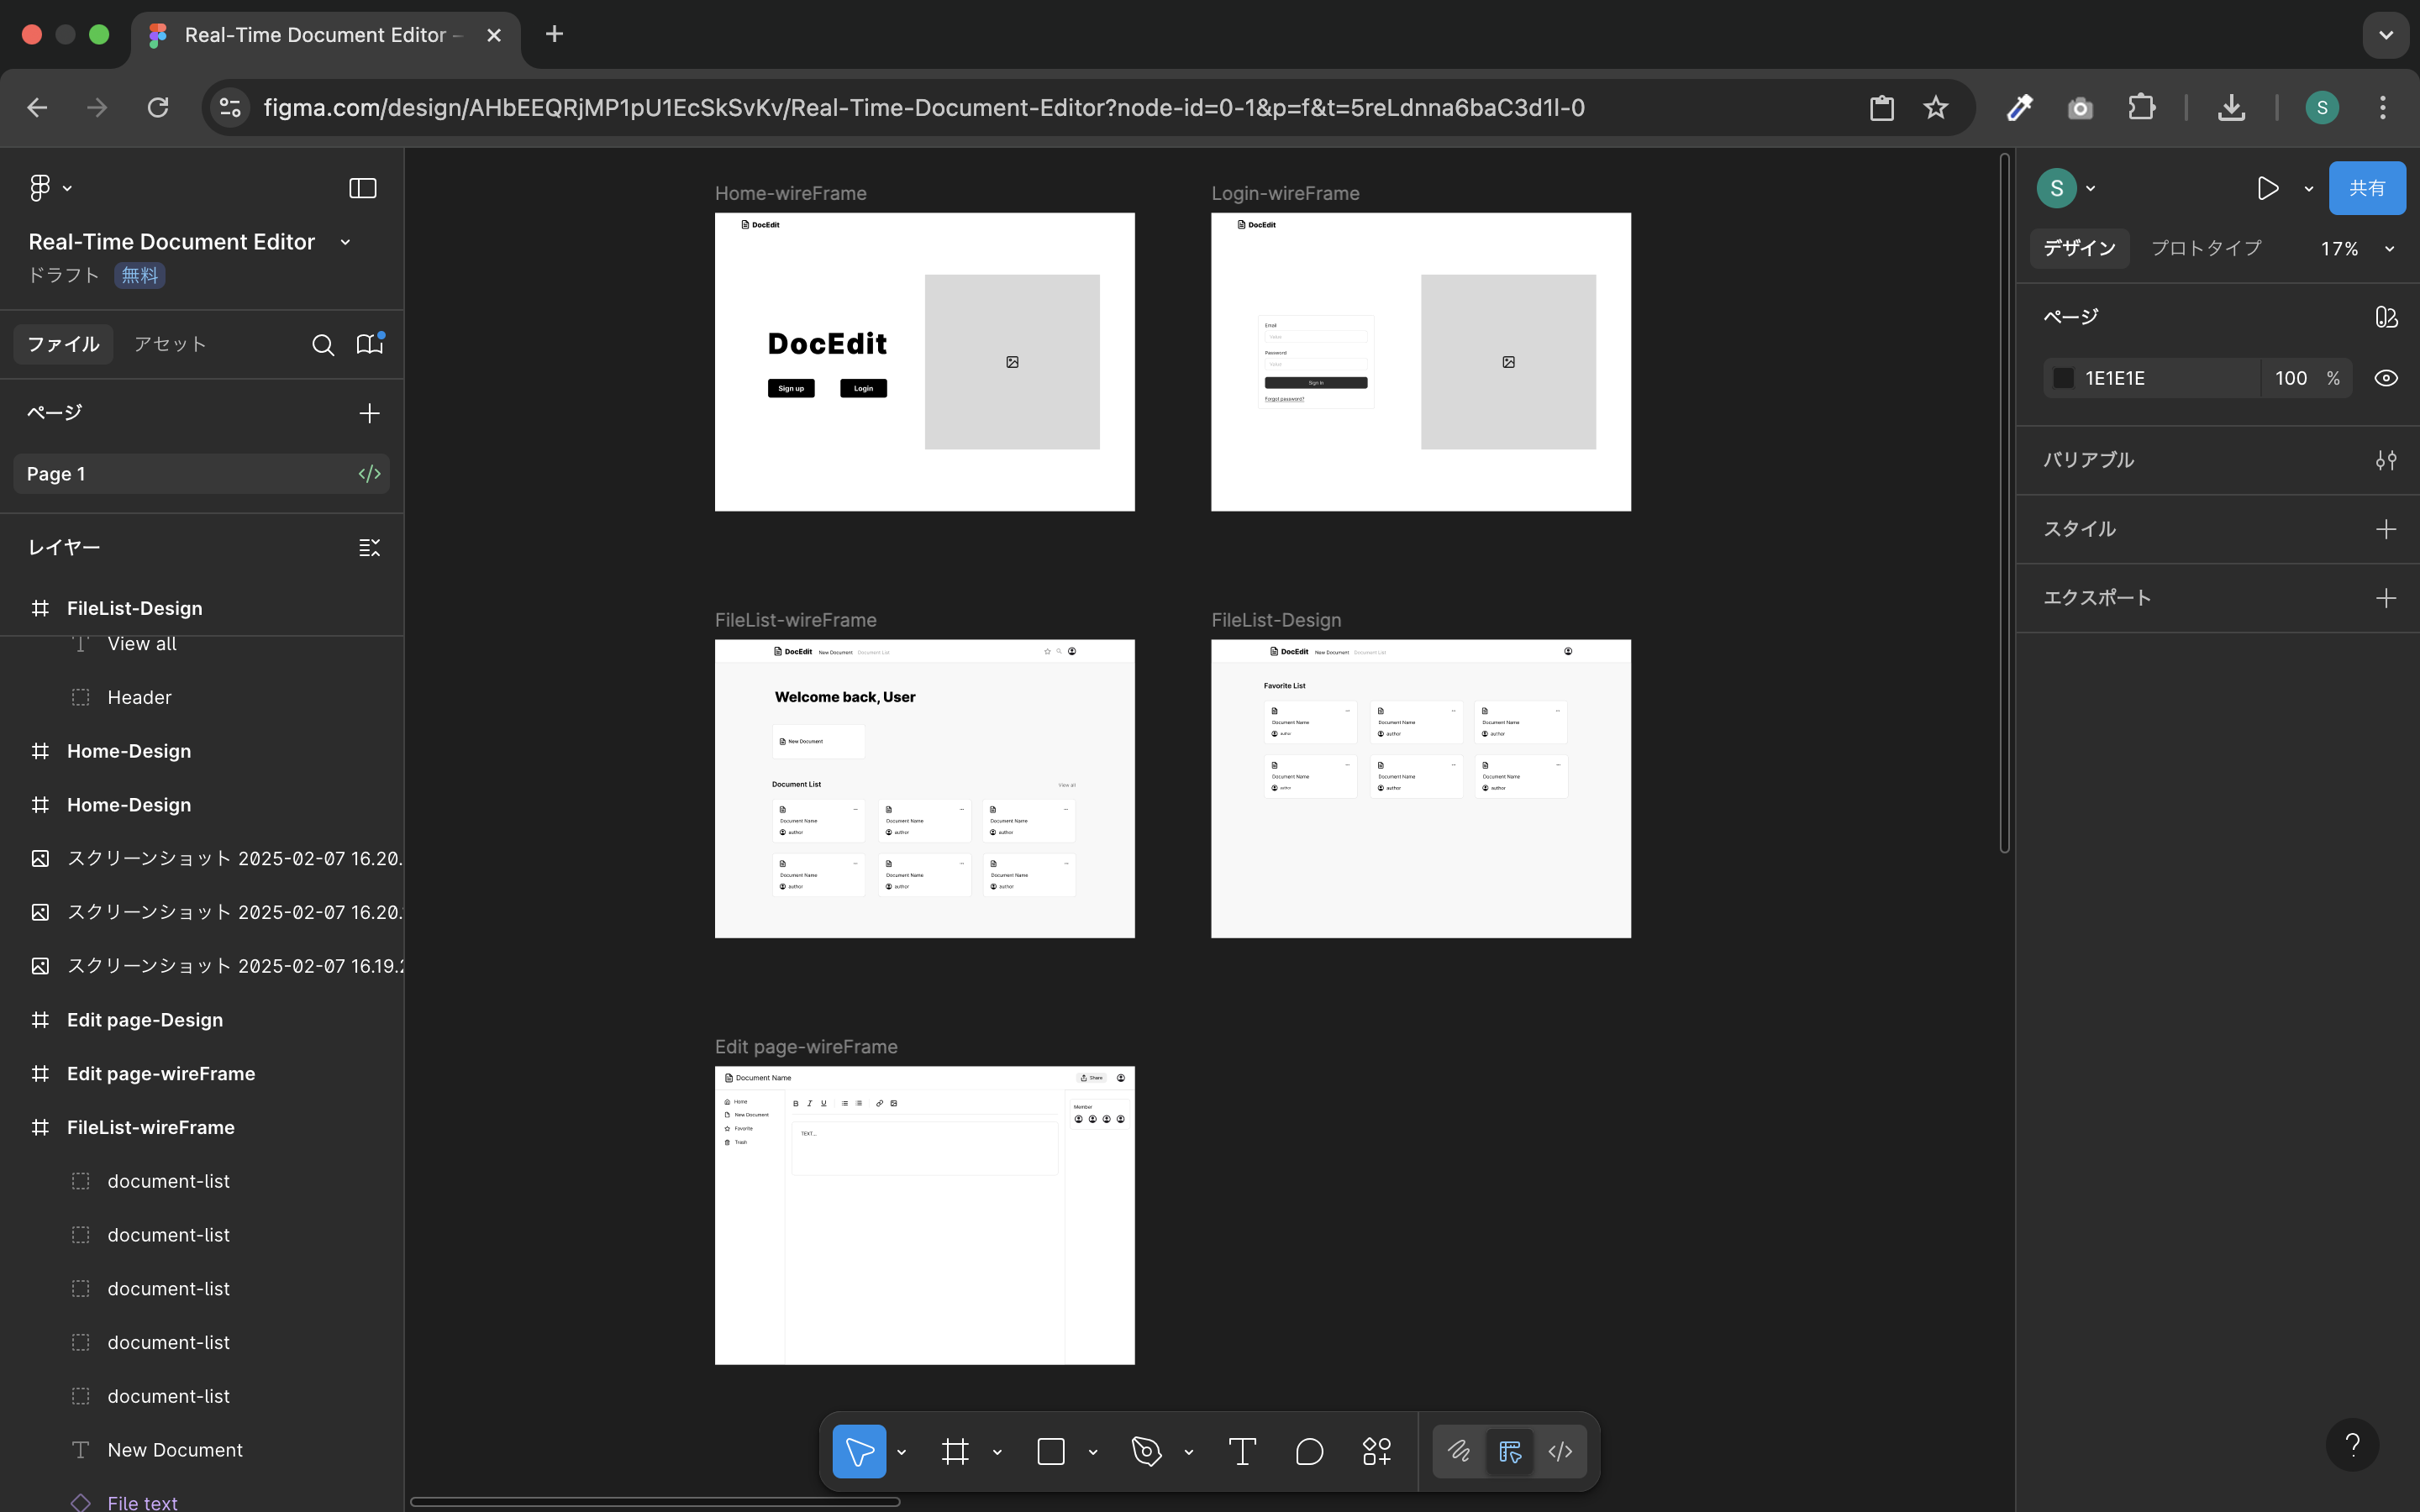 Real-Time Document Editor –
figma.com/design/AHbEEQRjMP1pU1EcSkSvKv/Real-Time-Document-Editor?node-id=0-1&p=f&t=5reLdnna6baC3d1l-0
S
Real-Time Document Editor
ドラフト 無料
ファイル アセット
ページ
Page 1
レイヤー
FileList-Design
View all
Header
Home-Design
Home-Design
スクリーンショット 2025-02-07 16.20.
スクリーンショット 2025-02-07 16.20.
スクリーンショット 2025-02-07 16.19.2
Edit page-Design
Edit page-wireFrame
FileList-wireFrame
document-list
document-list
document-list
document-list
document-list
New Document
File text
Home-wireFrame
DocEdit
DocEdit
Sign up Login
Login-wireFrame
DocEdit
Email
Value
Password
Value
Sign In
Forgot password?
FileList-wireFrame
DocEdit New Document Document List
Welcome back, User
New Document
Document List View all
Document Name Document Name Document Name
author author author
Document Name Document Name Document Name
author author author
FileList-Design
DocEdit New Document Document List
Favorite List
Document Name Document Name Document Name
author author author
Document Name Document Name Document Name
author author author
Edit page-wireFrame
Document Name Share
Home
New Document
Favorite
Trash
B I U
TEXT...
Member
S 共有
デザイン プロトタイプ 17%
ページ
1E1E1E 100 %
バリアブル
スタイル
エクスポート
?